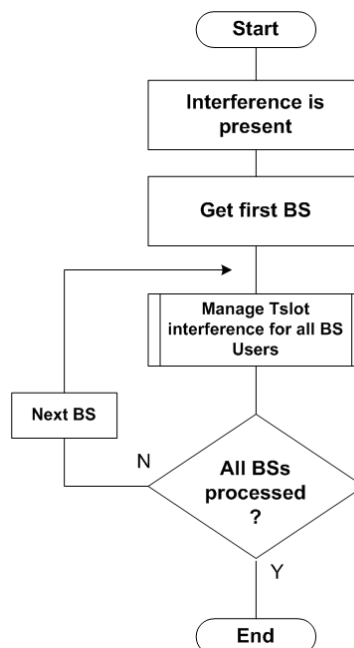 Start
Interference is
present
Get first BS
Manage Tslot
interference for all BS
Users
Next BS
N
All BSs
processed
?
Y
End